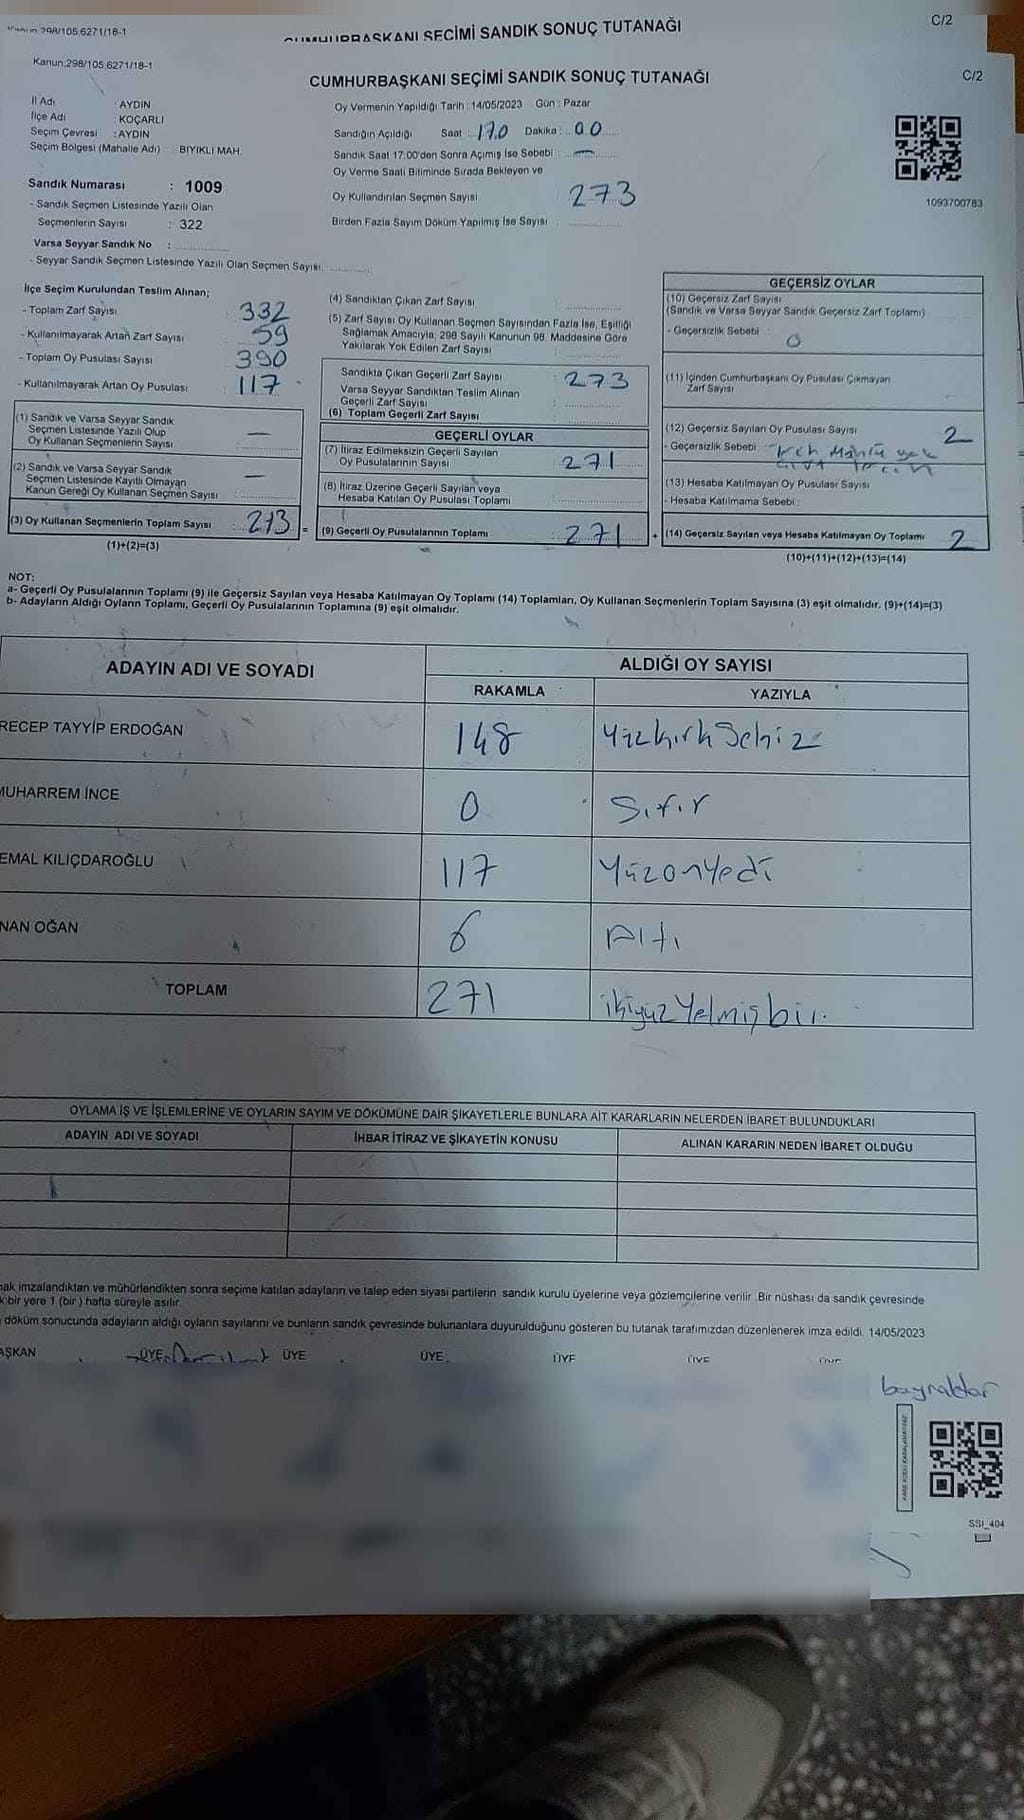 Kanun 298/105,6271/18-1
CUMHURBAŞKANI SEÇİMİ SANDIK SONUÇ TUTANAĞI
C/2
Kanun,298/105,6271/18-1
CUMHURBAŞKANI SEÇİMİ SANDIK SONUÇ TUTANAĞI
C/2
İl Adı : AYDIN
İlçe Adı : KOÇARLI
Seçim Çevresi : AYDIN
Seçim Bölgesi (Mahalle Adı) BIYIKLI MAH.
Oy Vermenin Yapıldığı Tarih : 14/05/2023 Gün : Pazar
Sandığın Açıldığı Saat : 17.0 Dakika : 00
Sandık Saat 17:00'den Sonra Açımış İse Sebebi : —
Oy Verme Saati Bitiminde Sırada Bekleyen ve
Oy Kullandırılan Seçmen Sayısı 273
Birden Fazla Sayım Döküm Yapılmış İse Sayısı :
1093700783
Sandık Numarası : 1009
- Sandık Seçmen Listesinde Yazılı Olan
Seçmenlerin Sayısı : 322
Varsa Seyyar Sandık No :
- Seyyar Sandık Seçmen Listesinde Yazılı Olan Seçmen Sayısı:
İlçe Seçim Kurulundan Teslim Alınan;
- Toplam Zarf Sayısı : 332
- Kullanılmayarak Artan Zarf Sayısı : 59
- Toplam Oy Pusulası Sayısı : 390
- Kullanılmayarak Artan Oy Pusulası : 117
(1) Sandık ve Varsa Seyyar Sandık
Seçmen Listesinde Yazılı Olup
Oy Kullanan Seçmenlerin Sayısı —
(2) Sandık ve Varsa Seyyar Sandık
Seçmen Listesinde Kayıtlı Olmayan
Kanun Gereği Oy Kullanan Seçmen Sayısı —
(3) Oy Kullanan Seçmenlerin Toplam Sayısı : 273 =
(1)+(2)=(3)
(4) Sandıktan Çıkan Zarf Sayısı
(5) Zarf Sayısı Oy Kullanan Seçmen Sayısından Fazla İse, Eşitliği
Sağlamak Amacıyla, 298 Sayılı Kanunun 98. Maddesine Göre
Yakılarak Yok Edilen Zarf Sayısı
Sandıkta Çıkan Geçerli Zarf Sayısı : 273
Varsa Seyyar Sandıktan Teslim Alınan
Geçerli Zarf Sayısı
(6) Toplam Geçerli Zarf Sayısı
GEÇERLİ OYLAR
(7) İtiraz Edilmeksizin Geçerli Sayılan
Oy Pusulalarının Sayısı : 271
(8) İtiraz Üzerine Geçerli Sayılan veya
Hesaba Katılan Oy Pusulası Toplamı
(9) Geçerli Oy Pusulalarının Toplamı : 271 +
GEÇERSİZ OYLAR
(10) Geçersiz Zarf Sayısı
(Sandık ve Varsa Seyyar Sandık Geçersiz Zarf Toplamı)
- Geçersizlik Sebebi : 0
(11) İçinden Cumhurbaşkanı Oy Pusulası Çıkmayan
Zarf Sayısı
(12) Geçersiz Sayılan Oy Pusulası Sayısı 2
- Geçersizlik Sebebi
(13) Hesaba Katılmayan Oy Pusulası Sayısı
- Hesaba Katılmama Sebebi :
(14) Geçersiz Sayılan veya Hesaba Katılmayan Oy Toplamı 2
(10)+(11)+(12)+(13)=(14)
NOT:
a- Geçerli Oy Pusulalarının Toplamı (9) ile Geçersiz Sayılan veya Hesaba Katılmayan Oy Toplamı (14) Toplamları, Oy Kullanan Seçmenlerin Toplam Sayısına (3) eşit olmalıdır. (9)+(14)=(3)
b- Adayların Aldığı Oyların Toplamı, Geçerli Oy Pusulalarının Toplamına (9) eşit olmalıdır.
ADAYIN ADI VE SOYADI
ALDIĞI OY SAYISI
RAKAMLA
YAZIYLA
RECEP TAYYİP ERDOĞAN 148 Yüzkırk Sekiz
MUHARREM İNCE 0 Sıfır
EMAL KILIÇDAROĞLU 117 Yüzonyedi
NAN OĞAN 6 Altı
TOPLAM 271 ikiyüz Yetmiş bir.
OYLAMA İŞ VE İŞLEMLERİNE VE OYLARIN SAYIM VE DÖKÜMÜNE DAİR ŞİKAYETLERLE BUNLARA AİT KARARLARIN NELERDEN İBARET BULUNDUKLARI
ADAYIN ADI VE SOYADI
İHBAR İTİRAZ VE ŞİKAYETİN KONUSU
ALINAN KARARIN NEDEN İBARET OLDUĞU
nak imzalandıktan ve mühürlendikten sonra seçime katılan adayların ve talep eden siyasi partilerin sandık kurulu üyelerine veya gözlemcilerine verilir. Bir nüshası da sandık çevresinde
k bir yere 1 (bir) hafta süreyle asılır.
döküm sonucunda adayların aldığı oyların sayılarını ve bunların sandık çevresinde bulunanlara duyurulduğunu gösteren bu tutanak tarafımızdan düzenlenerek imza edildi. 14/05/2023
AŞKAN ÜYE ÜYE ÜYE ÜYE ÜYE ÜYE
bayraktar
SSI_404